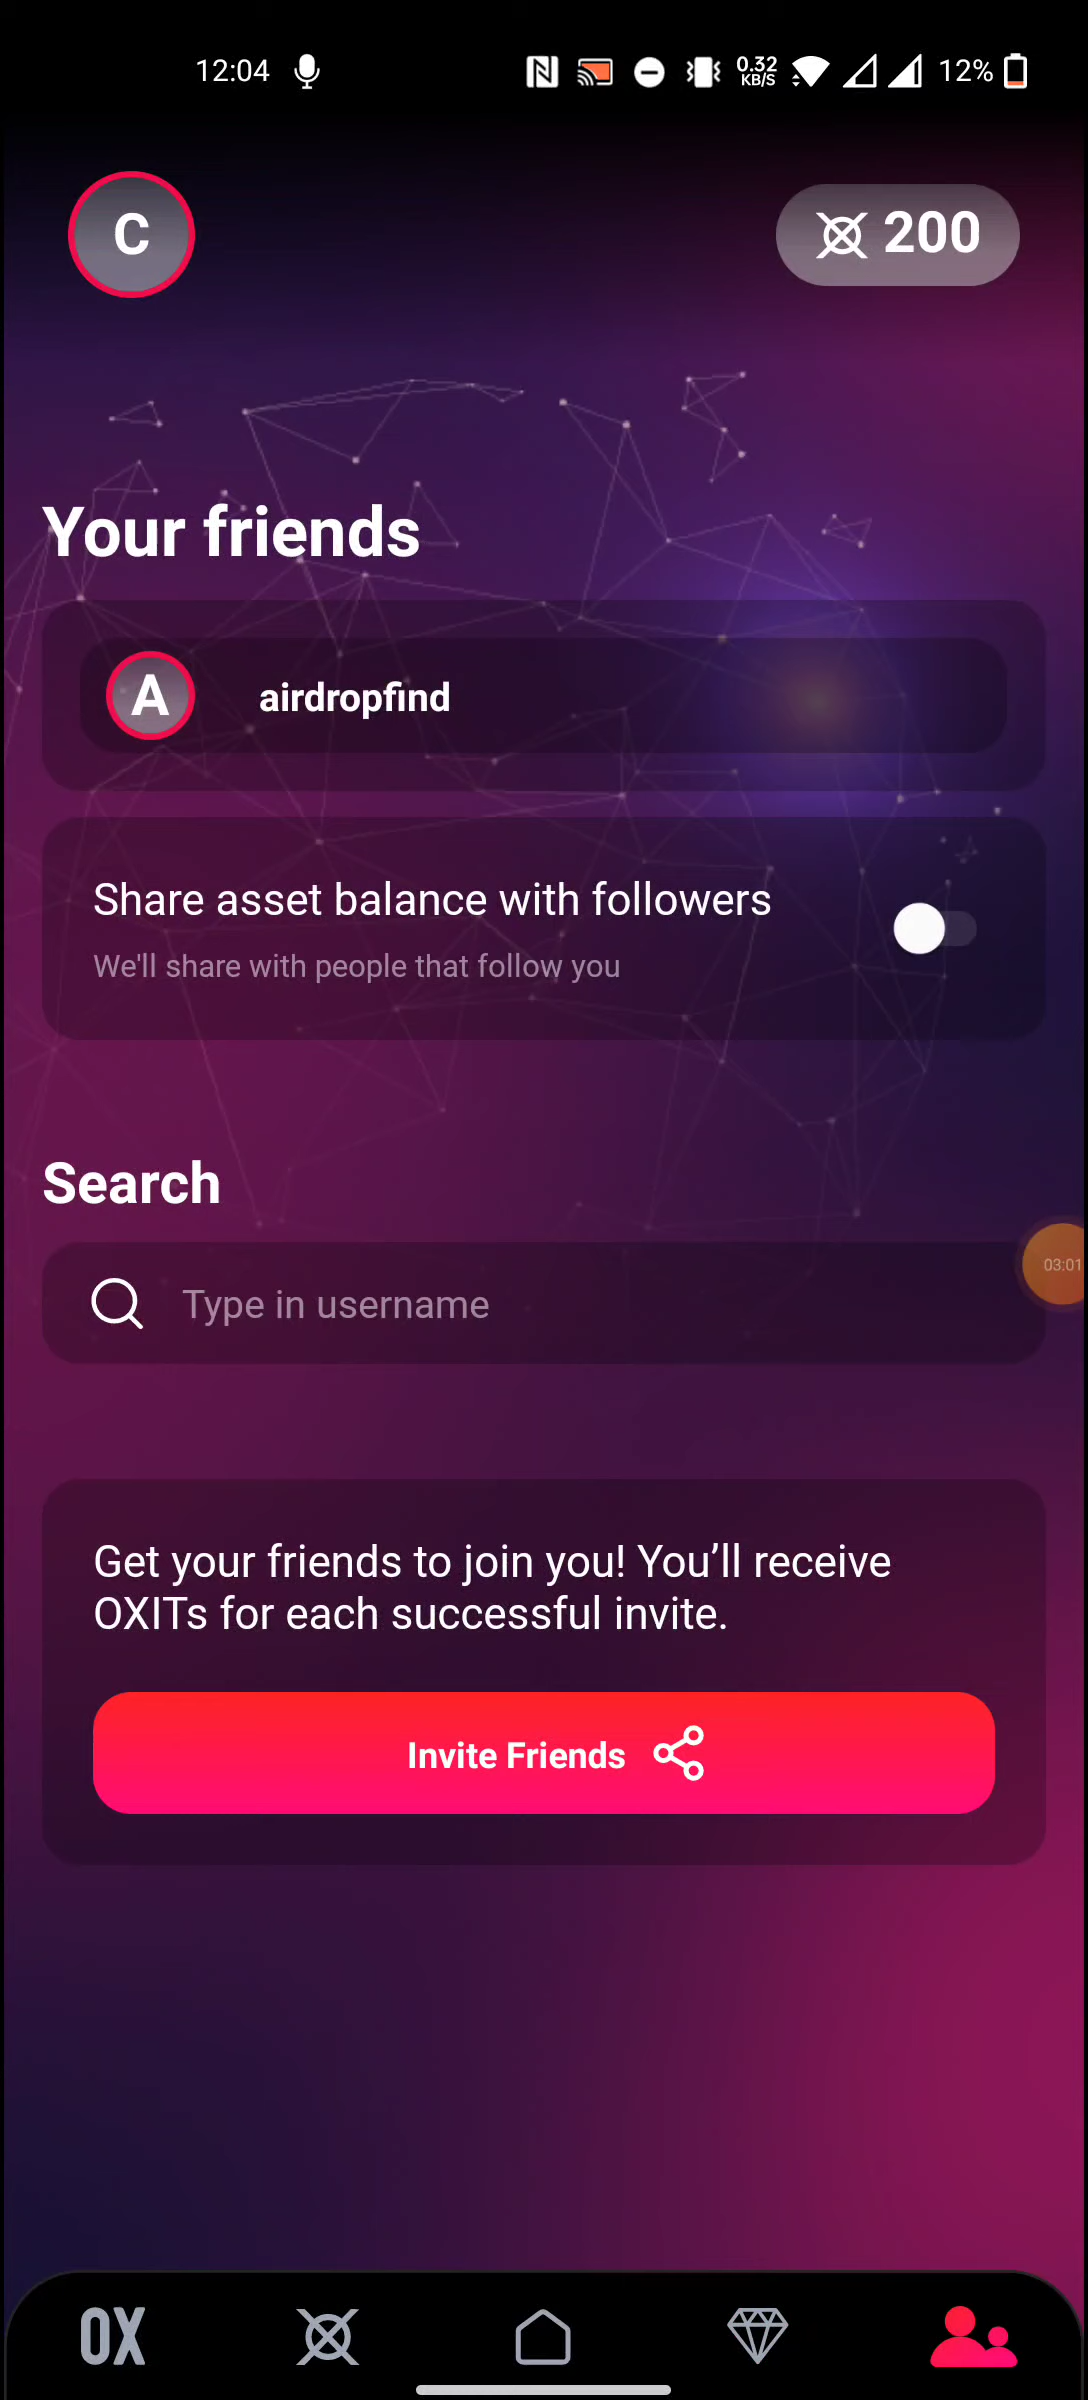 12:04
0.32
KB/S
12%
C
200
Your friends
A
airdropfind
Share asset balance with followers
We'll share with people that follow you
Search
03:01
Type in username
Get your friends to join you! You’ll receive
OXITs for each successful invite.
Invite Friends
OX